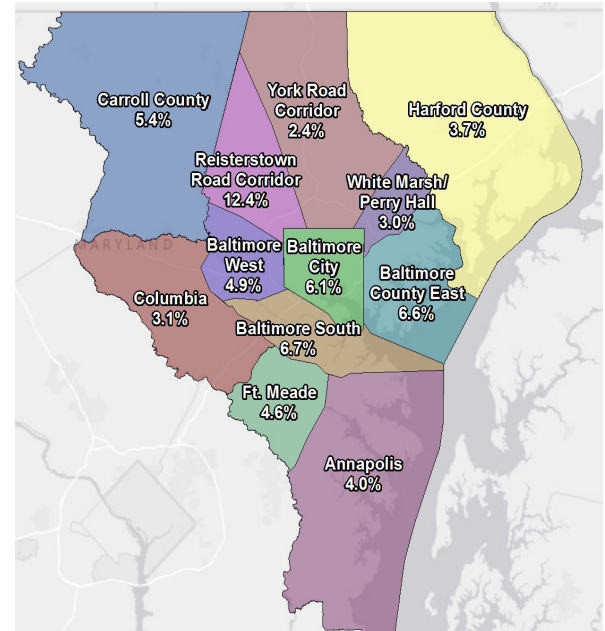 York Road
Corridor
2.4%
Carroll County
5.4%
Harford County
3.7%
Reisterstown
Road Corridor
12.4%
White Marsh/
Perry Hall
3.0%
MARYLAND
Baltimore
West
4.9%
Baltimore
City
6.1%
Baltimore
County East
6.6%
Columbia
3.1%
Baltimore South
6.7%
Ft. Meade
4.6%
Annapolis
4.0%